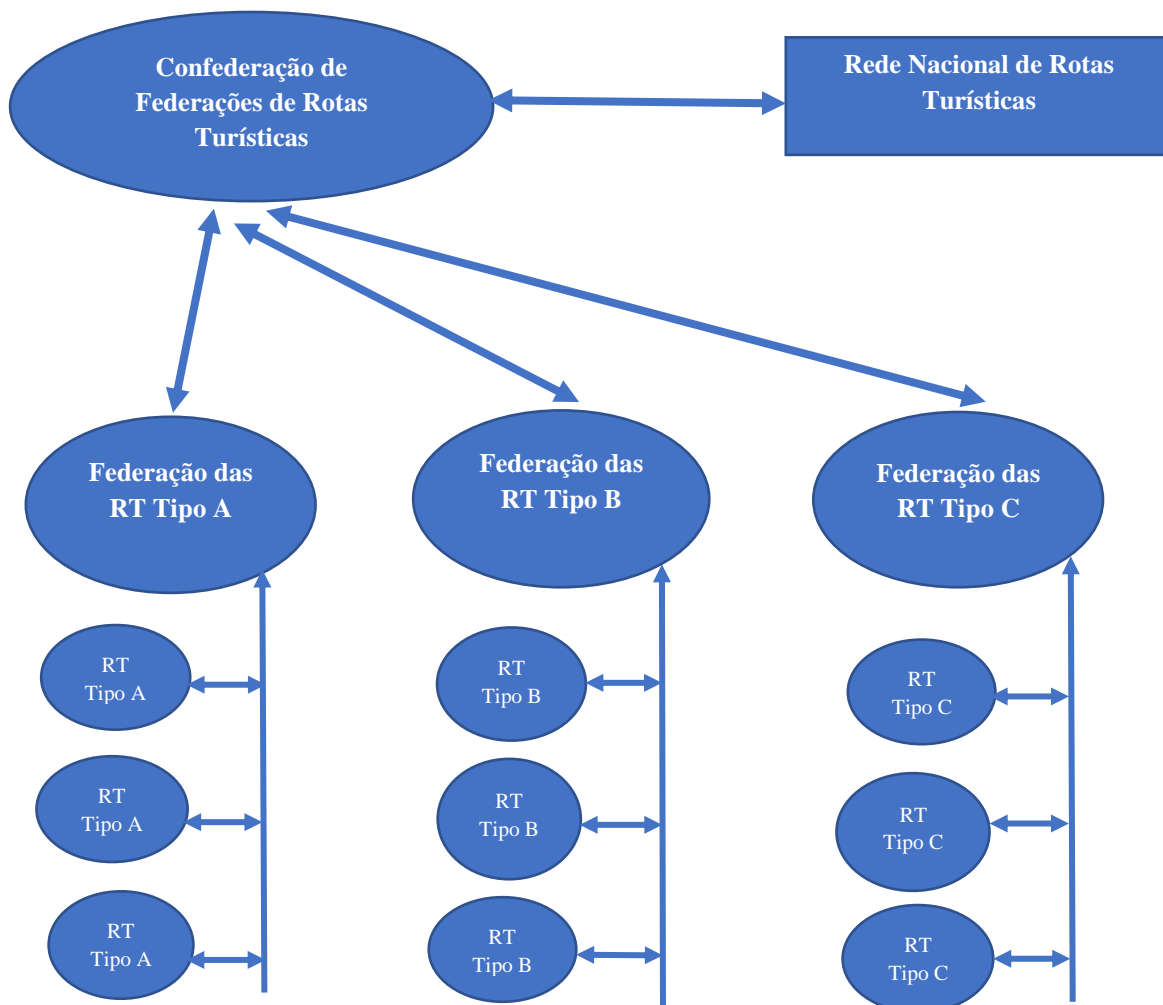 Confederação de
Federações de Rotas
Turísticas
Rede Nacional de Rotas
Turísticas
Federação das
RT Tipo A
Federação das
RT Tipo B
Federação das
RT Tipo C
RT
Tipo A
RT
Tipo B
RT
Tipo C
RT
Tipo A
RT
Tipo B
RT
Tipo C
RT
Tipo A
RT
Tipo B
RT
Tipo C